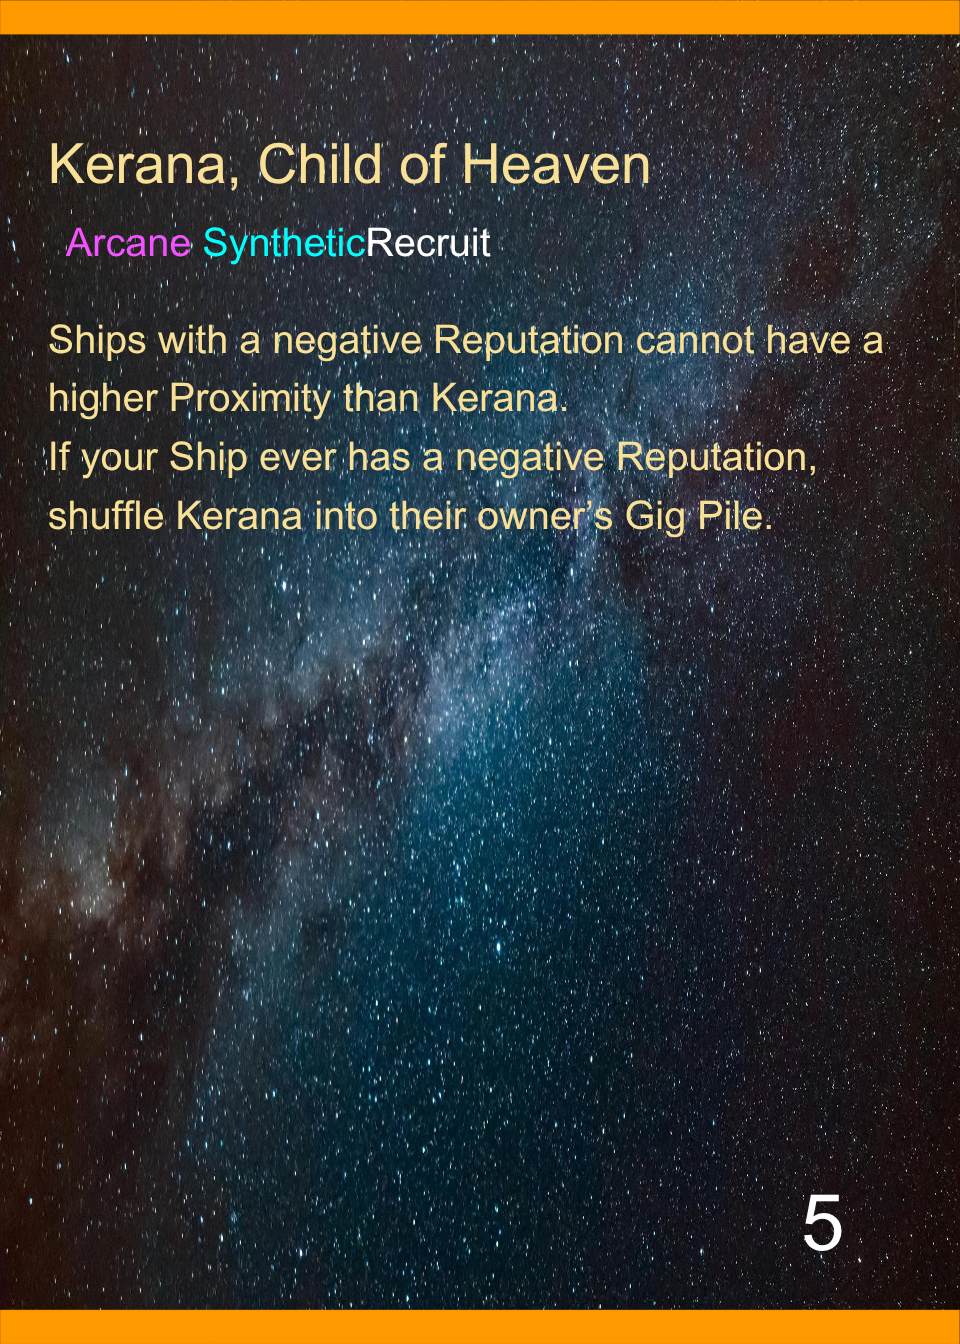 Kerana, Child of Heaven
Arcane SyntheticRecruit
Ships with a negative Reputation cannot have a
higher Proximity than Kerana.
If your Ship ever has a negative Reputation,
shuffle Kerana into their owner’s Gig Pile.
5